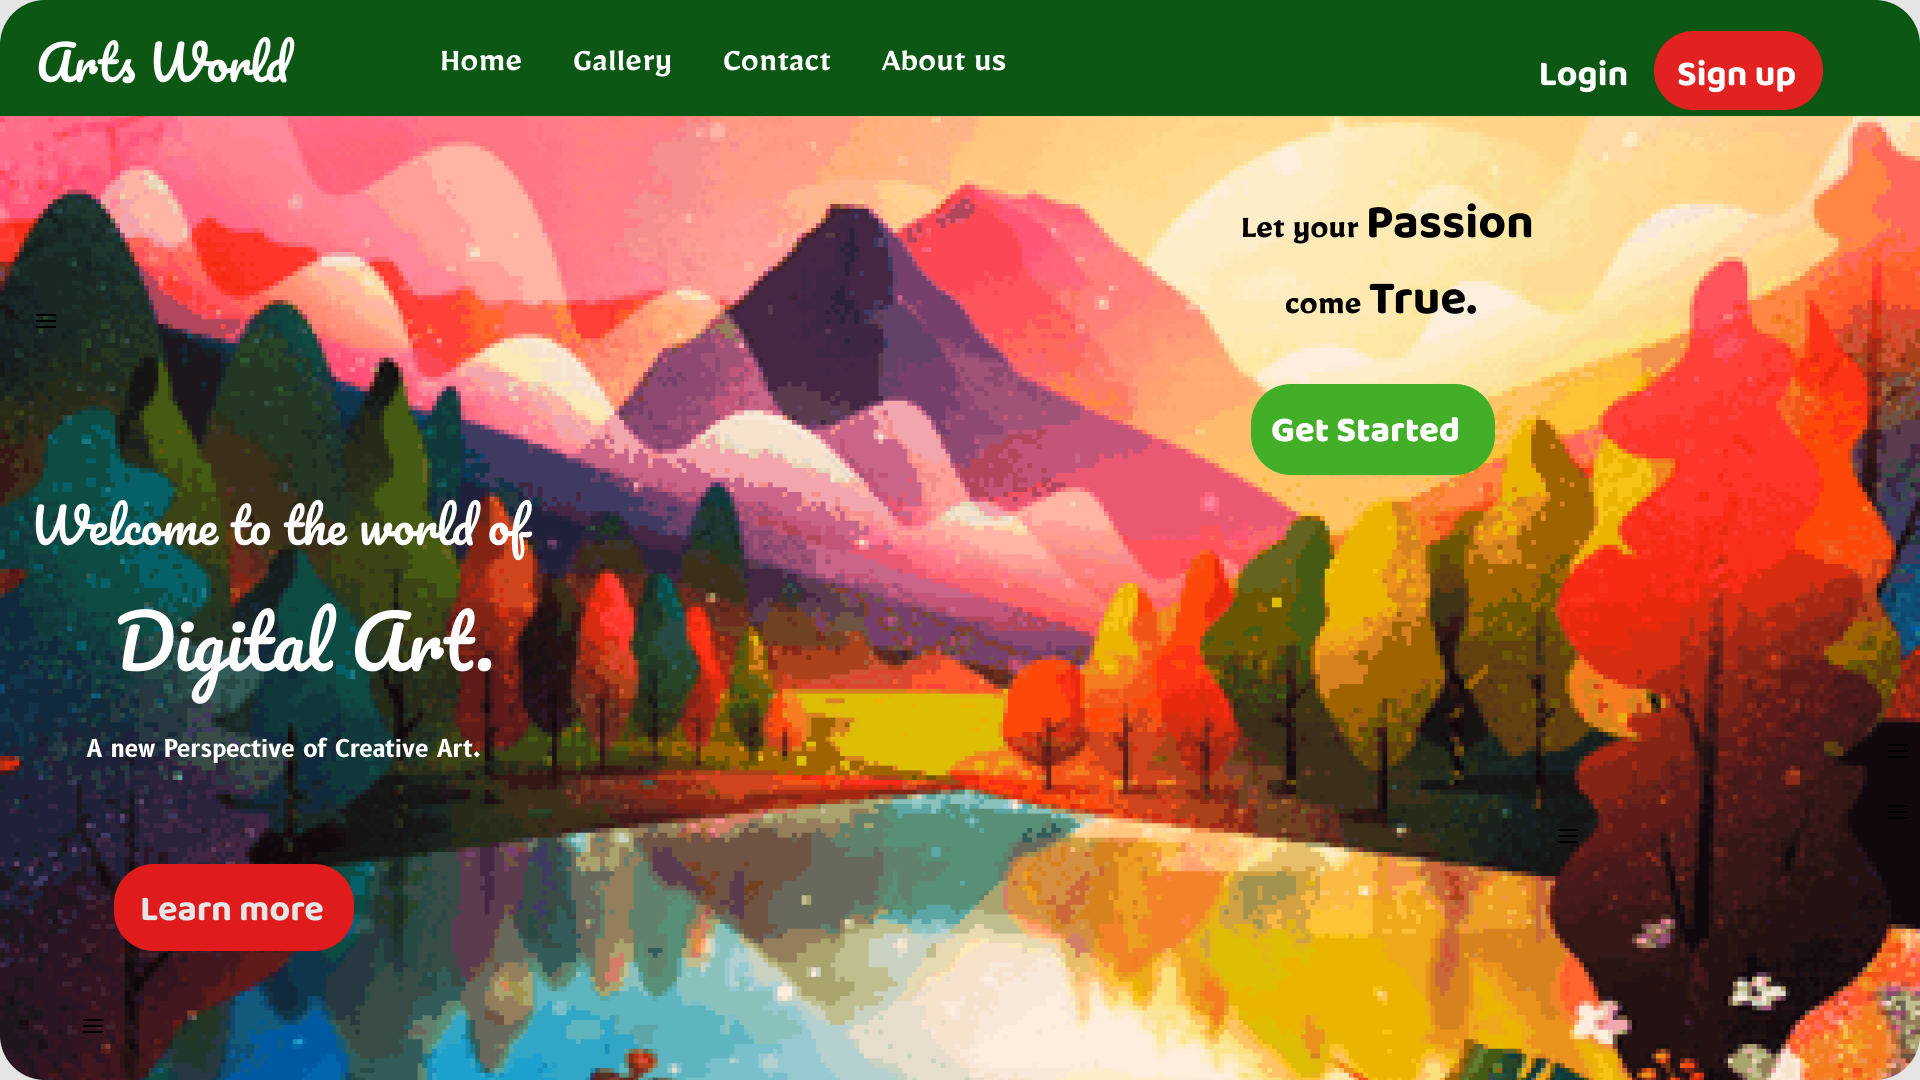 Arts World
Home Gallery Contact About us
Login Sign up
Let your Passion
come True.
Get Started
Welcome to the world of
Digital Art.
A new Perspective of Creative Art.
Learn more